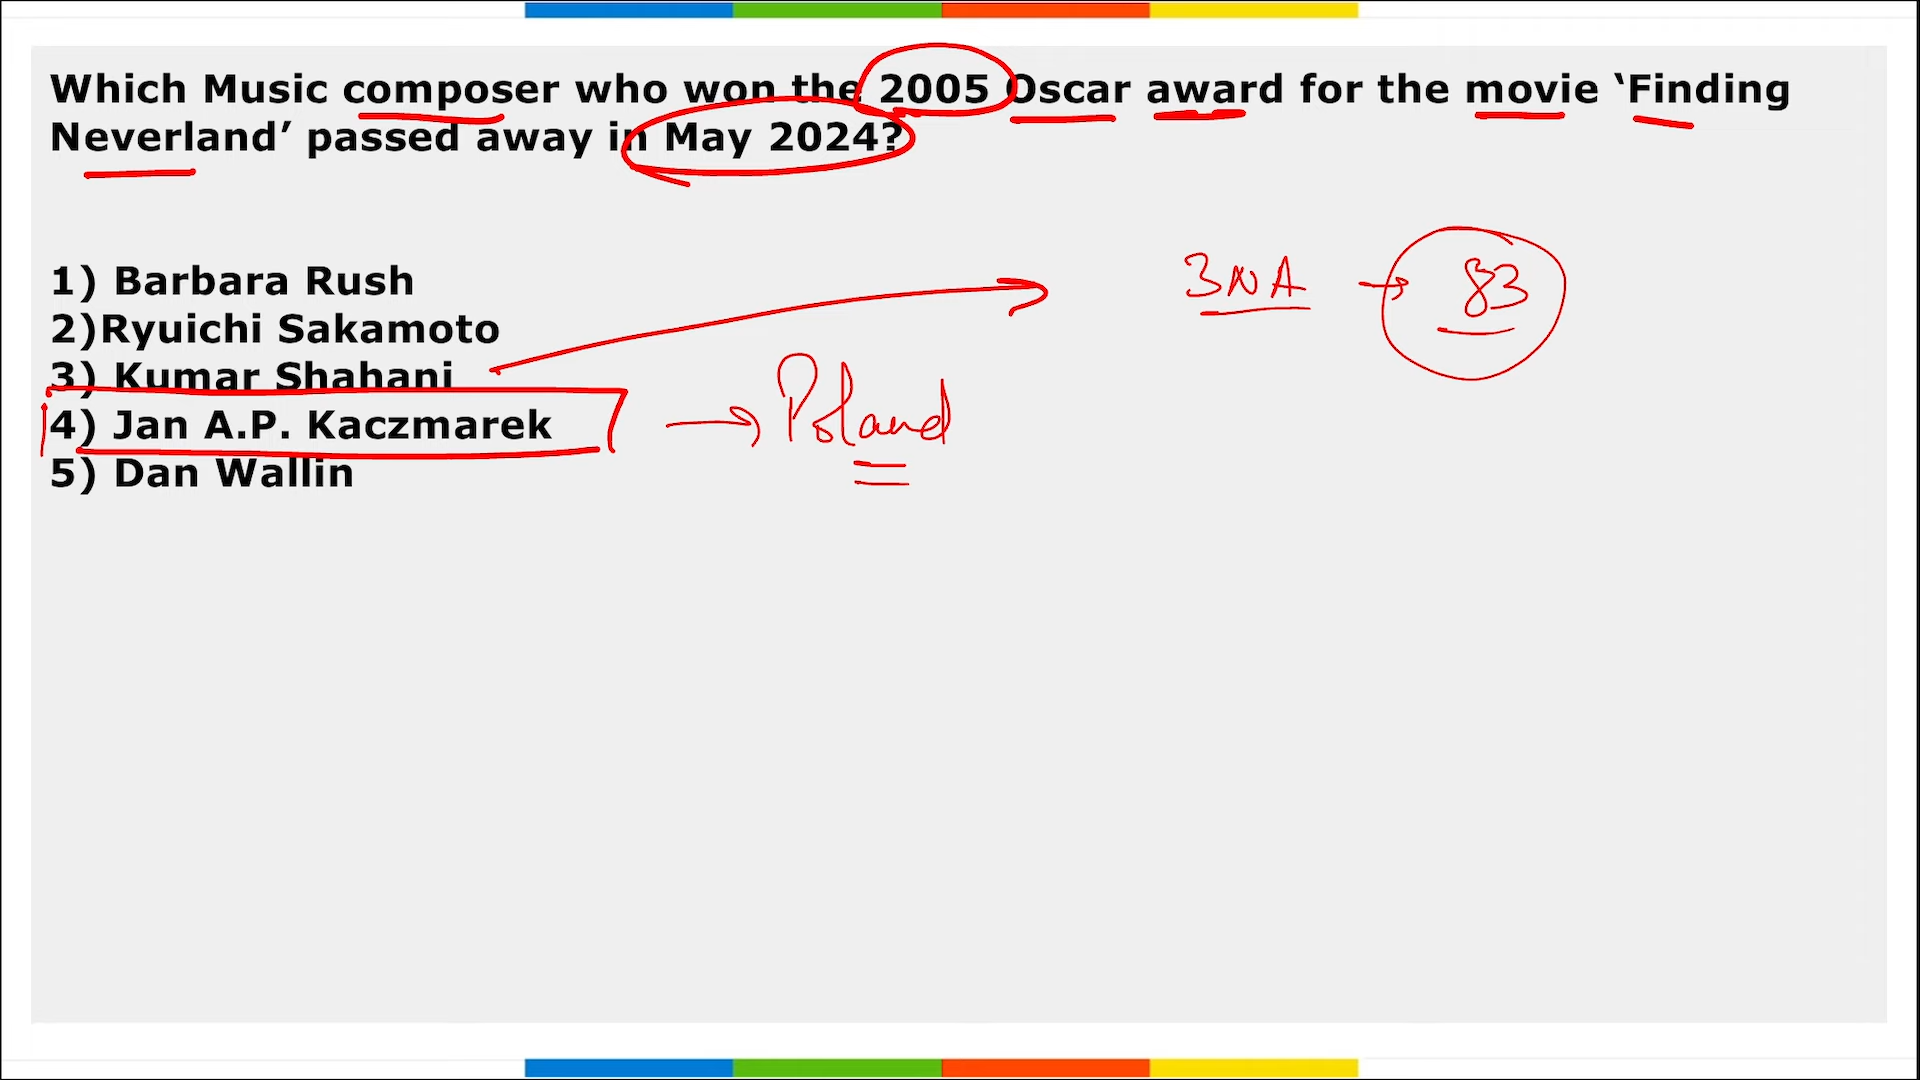 Which Music composer who won the 2005 Oscar award for the movie ‘Finding
Neverland’ passed away in May 2024?
1) Barbara Rush
2)Ryuichi Sakamoto
3) Kumar Shahani
4) Jan A.P. Kaczmarek
5) Dan Wallin
3NA → 83
→ Poland